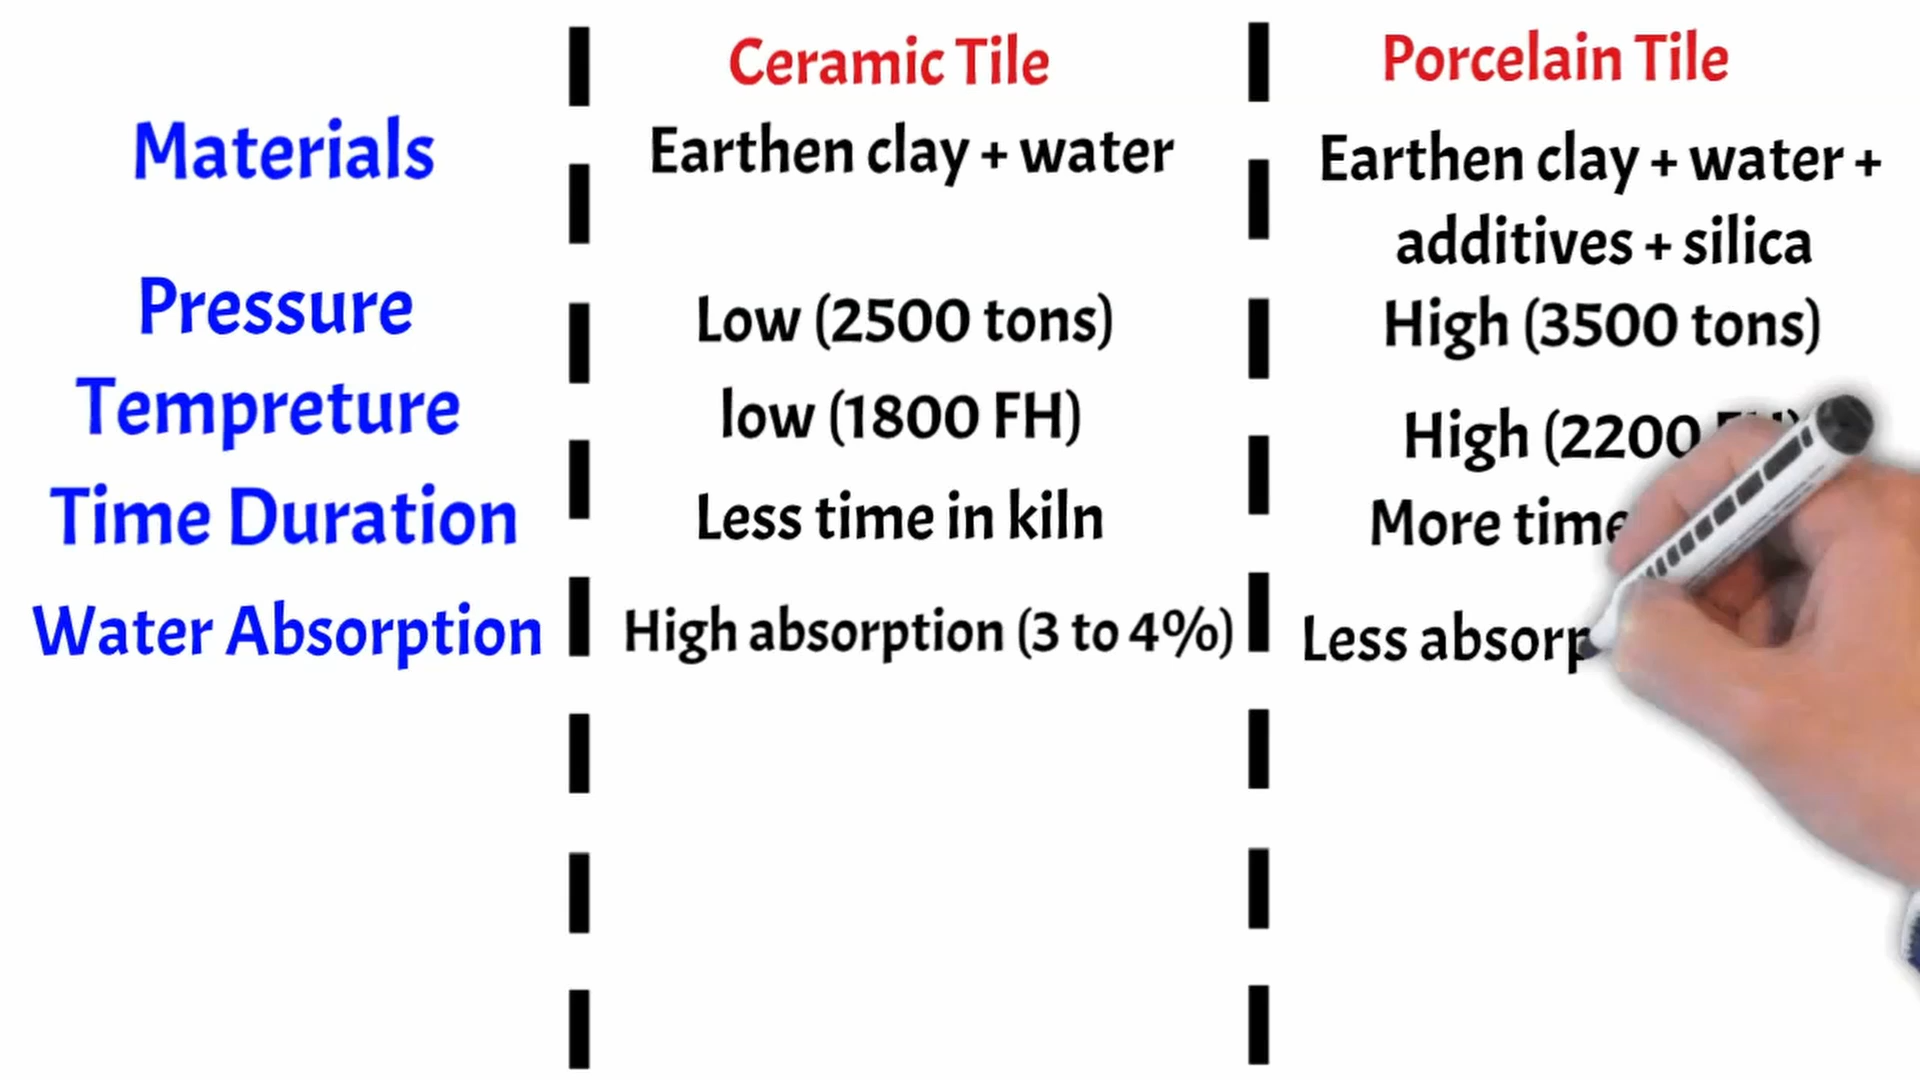 Ceramic Tile
Porcelain Tile
Materials
Earthen clay + water
Earthen clay + water +
additives + silica
Pressure
Low (2500 tons)
High (3500 tons)
Tempreture
low (1800 FH)
High (2200
Time Duration
Less time in kiln
More time
Water Absorption
High absorption (3 to 4%)
Less absorp